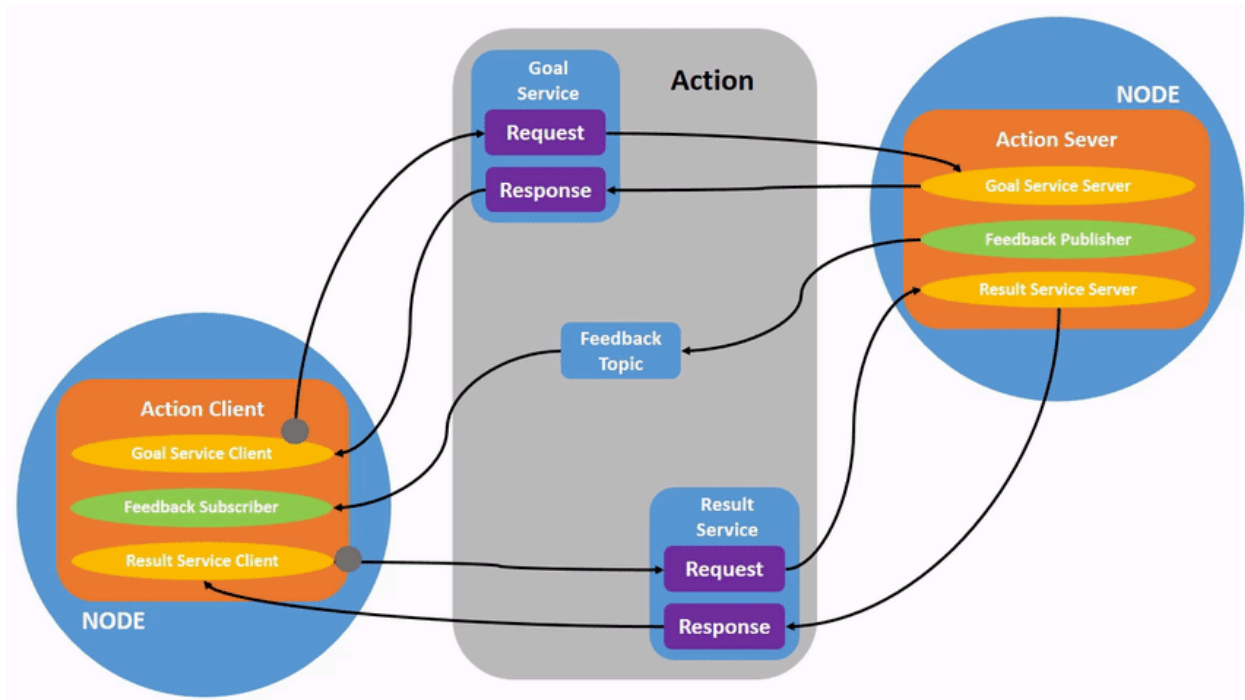 Goal
Service
Request
Response
Action
NODE
Action Sever
Goal Service Server
Feedback Publisher
Result Service Server
Feedback
Topic
Action Client
Goal Service Client
Feedback Subscriber
Result Service Client
NODE
Result
Service
Request
Response